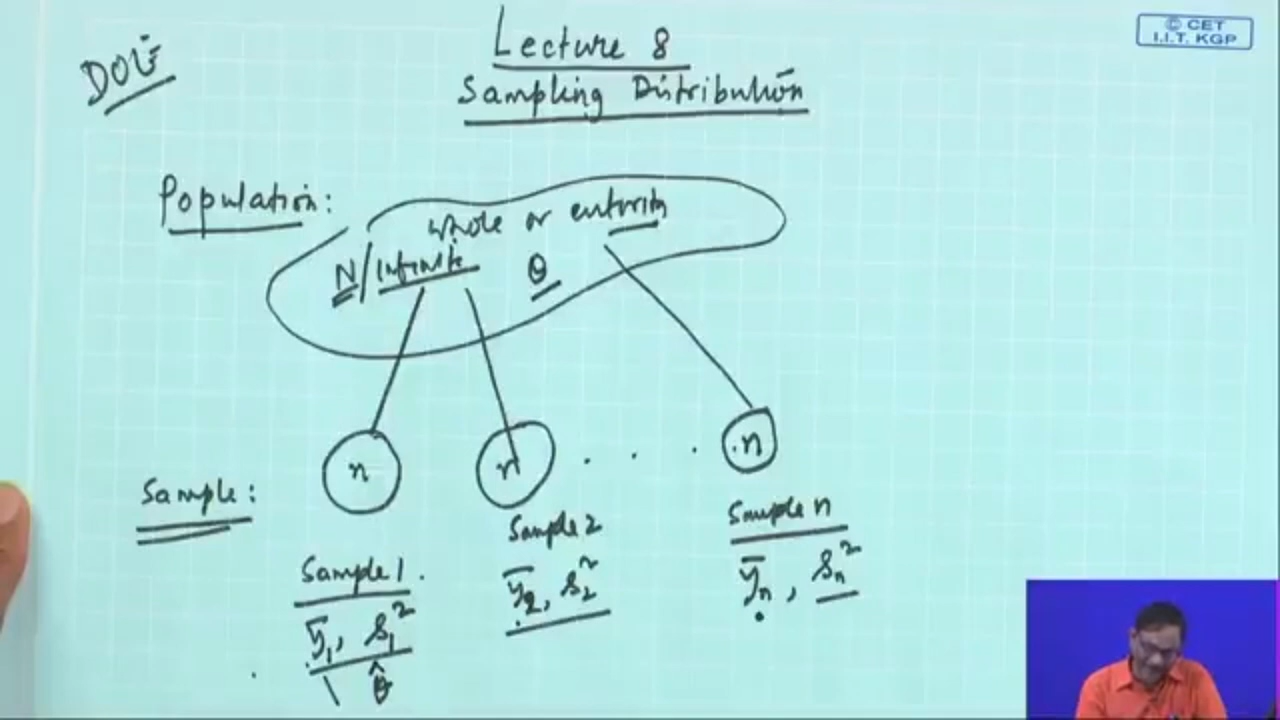 © CET
I.I.T. KGP
DOE
Lecture 8
Sampling Distribution
Population:
whole or entirity
N/Infinite θ
n n . . . n
Sample:
Sample 1.
ȳ₁, s₁²
θ̂
Sample 2
ȳ₂, s₂²
Sample n
ȳₙ, sₙ²